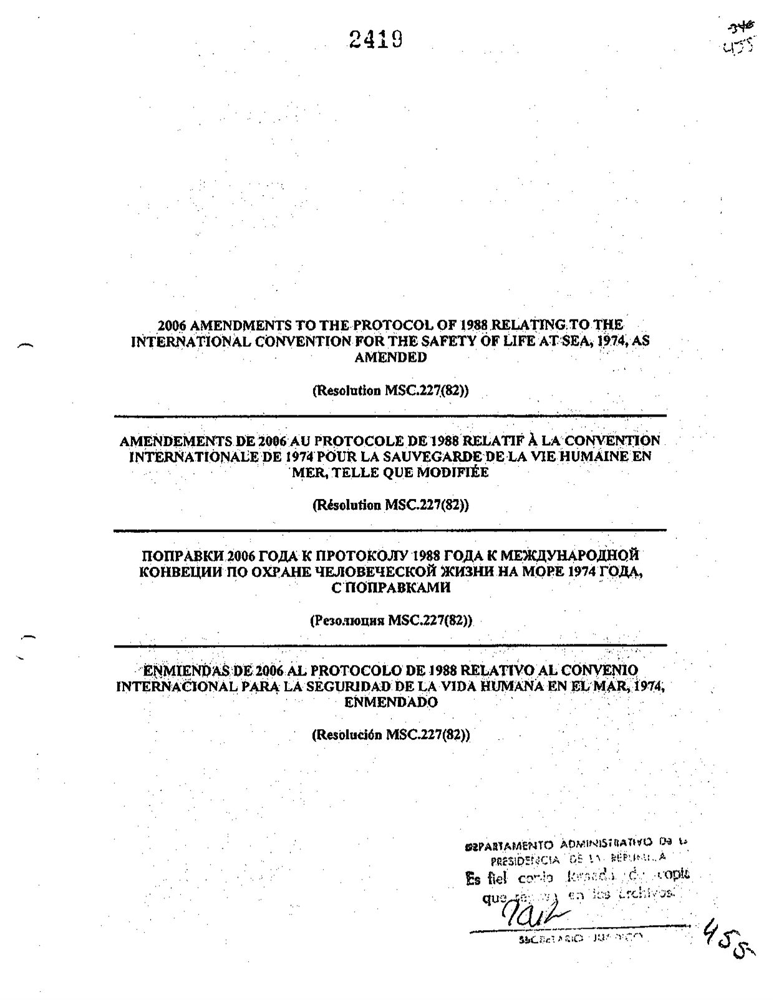 2419
455
2006 AMENDMENTS TO THE PROTOCOL OF 1988 RELATING TO THE
INTERNATIONAL CONVENTION FOR THE SAFETY OF LIFE AT SEA, 1974, AS
AMENDED
(Resolution MSC.227(82))
AMENDEMENTS DE 2006 AU PROTOCOLE DE 1988 RELATIF À LA CONVENTION
INTERNATIONALE DE 1974 POUR LA SAUVEGARDE DE LA VIE HUMAINE EN
MER, TELLE QUE MODIFIÉE
(Résolution MSC.227(82))
ПОПРАВКИ 2006 ГОДА К ПРОТОКОЛУ 1988 ГОДА К МЕЖДУНАРОДНОЙ
КОНВЕЦИИ ПО ОХРАНЕ ЧЕЛОВЕЧЕСКОЙ ЖИЗНИ НА МОРЕ 1974 ГОДА,
С ПОПРАВКАМИ
(Резолюция MSC.227(82))
ENMIENDAS DE 2006 AL PROTOCOLO DE 1988 RELATIVO AL CONVENIO
INTERNACIONAL PARA LA SEGURIDAD DE LA VIDA HUMANA EN EL MAR, 1974,
ENMENDADO
(Resolución MSC.227(82))
DEPARTAMENTO ADMINISTRATIVO DE
PRESIDENCIA DE
Es fiel copia de copia
que en los archivos
SECRETARIO JURIDICO
455